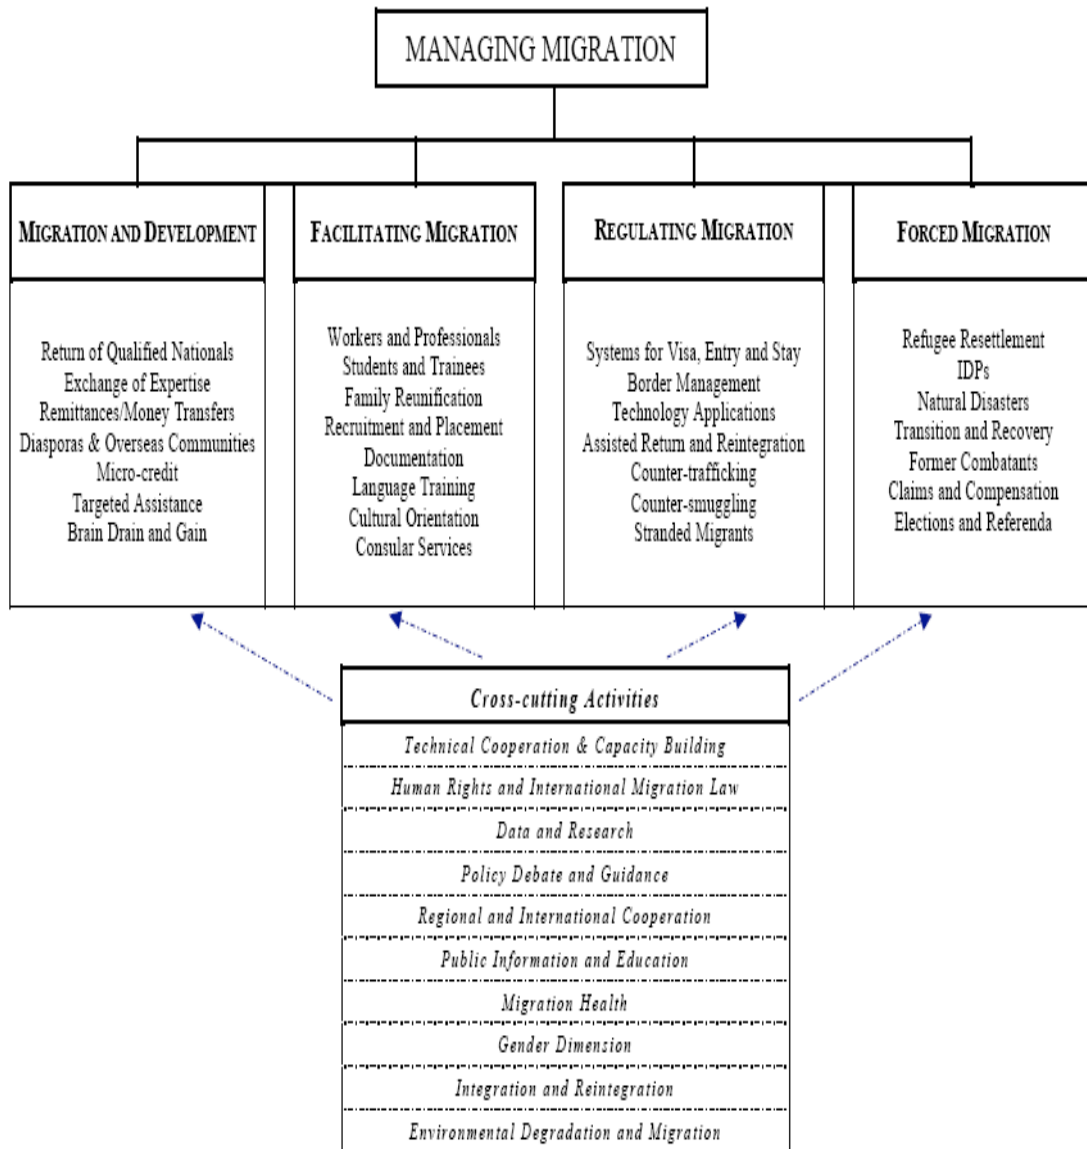 MANAGING MIGRATION
MIGRATION AND DEVELOPMENT
Return of Qualified Nationals
Exchange of Expertise
Remittances/Money Transfers
Diasporas & Overseas Communities
Micro-credit
Targeted Assistance
Brain Drain and Gain
FACILITATING MIGRATION
Workers and Professionals
Students and Trainees
Family Reunification
Recruitment and Placement
Documentation
Language Training
Cultural Orientation
Consular Services
REGULATING MIGRATION
Systems for Visa, Entry and Stay
Border Management
Technology Applications
Assisted Return and Reintegration
Counter-trafficking
Counter-smuggling
Stranded Migrants
FORCED MIGRATION
Refugee Resettlement
IDPs
Natural Disasters
Transition and Recovery
Former Combatants
Claims and Compensation
Elections and Referenda
Cross-cutting Activities
Technical Cooperation & Capacity Building
Human Rights and International Migration Law
Data and Research
Policy Debate and Guidance
Regional and International Cooperation
Public Information and Education
Migration Health
Gender Dimension
Integration and Reintegration
Environmental Degradation and Migration